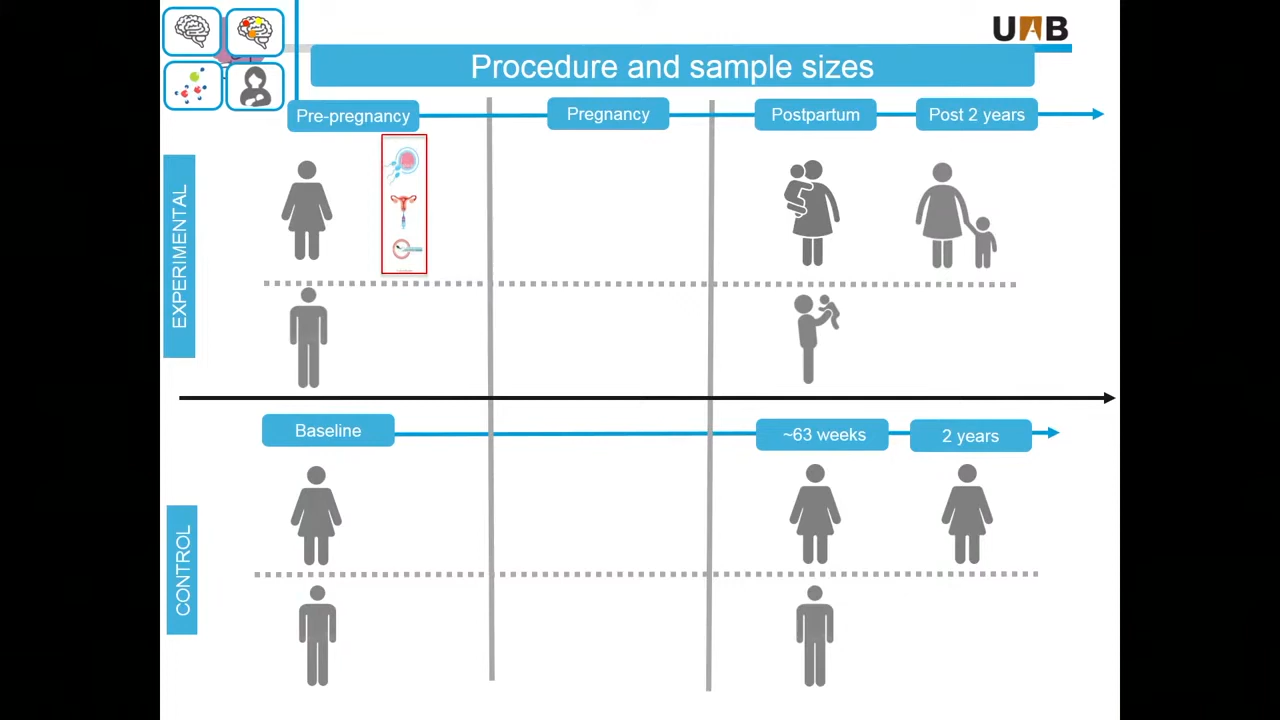 UAB
Procedure and sample sizes
Pre-pregnancy
Pregnancy
Postpartum
Post 2 years
EXPERIMENTAL
Baseline
~63 weeks
2 years
CONTROL